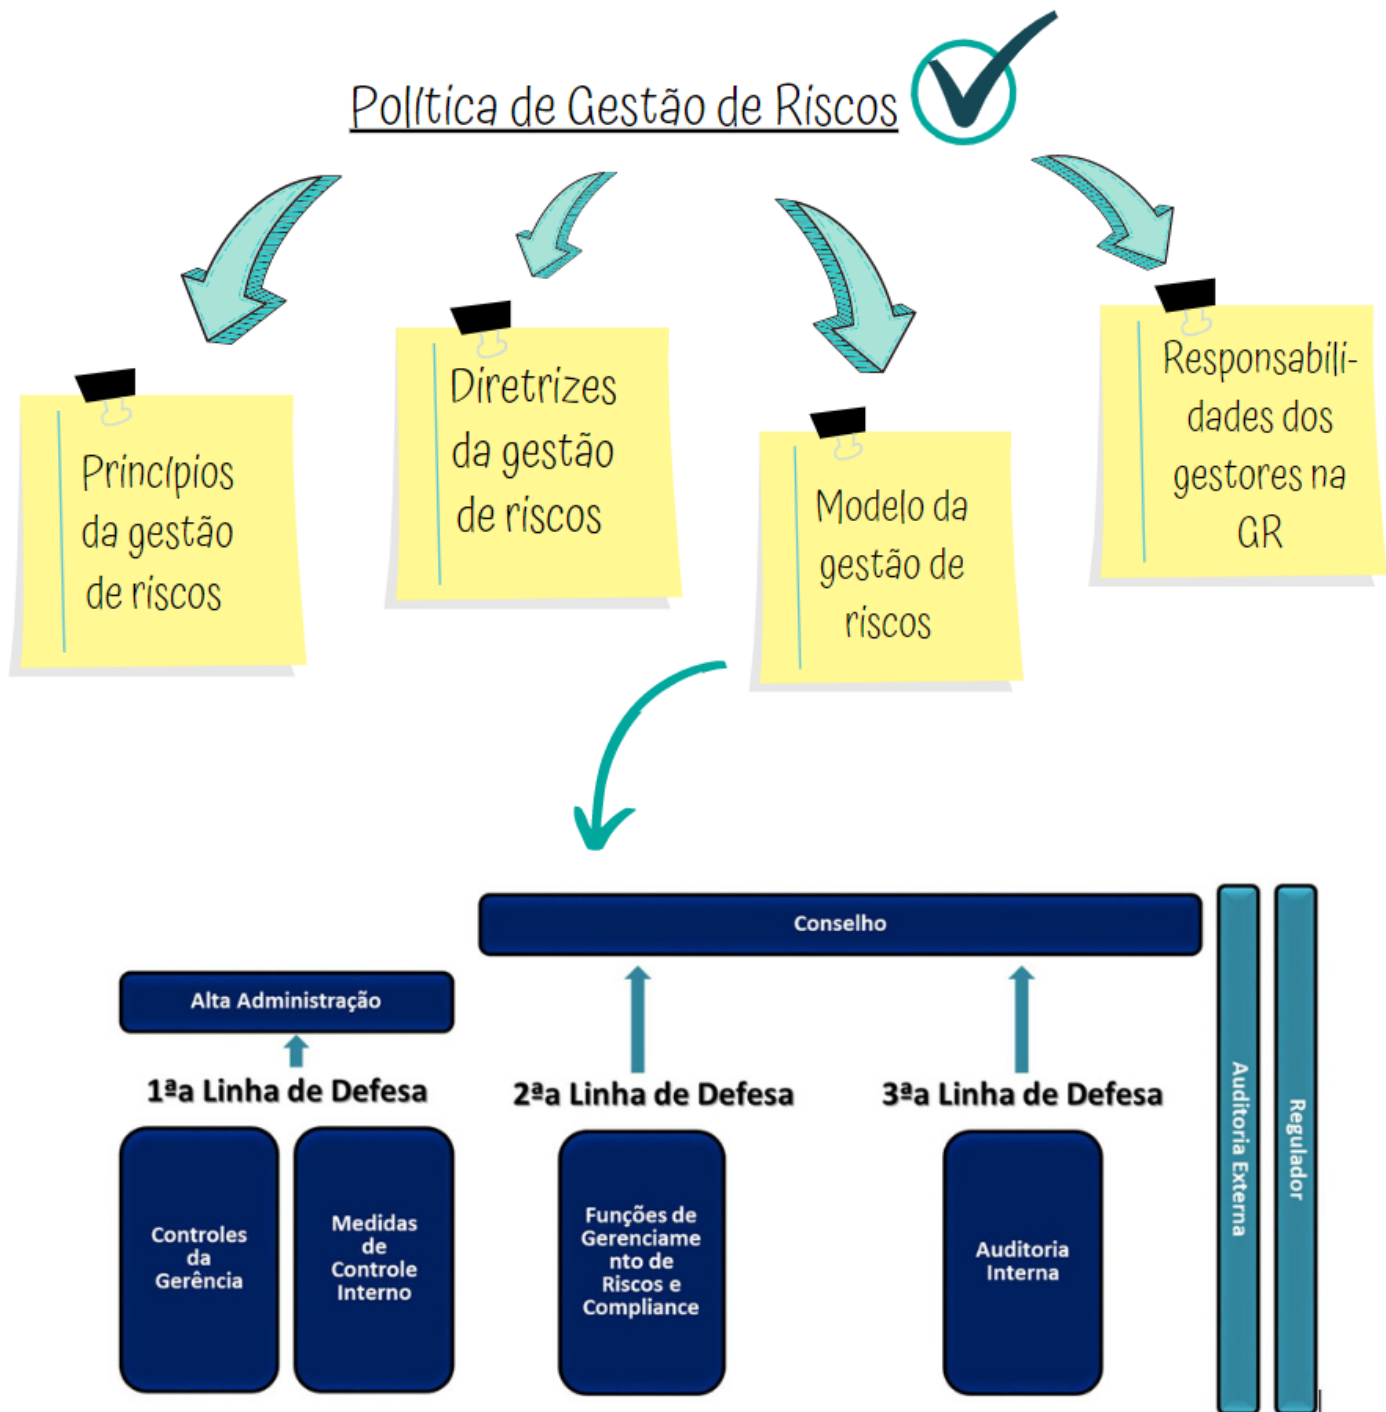 Política de Gestão de Riscos
Princípios
da gestão
de riscos
Diretrizes
da gestão
de riscos
Modelo da
gestão de
riscos
Responsabili-
dades dos
gestores na
GR
Conselho
Alta Administração
1ªa Linha de Defesa
2ªa Linha de Defesa
3ªa Linha de Defesa
Controles
da
Gerência
Medidas
de
Controle
Interno
Funções de
Gerenciame
nto de
Riscos e
Compliance
Auditoria
Interna
Auditoria Externa
Regulador